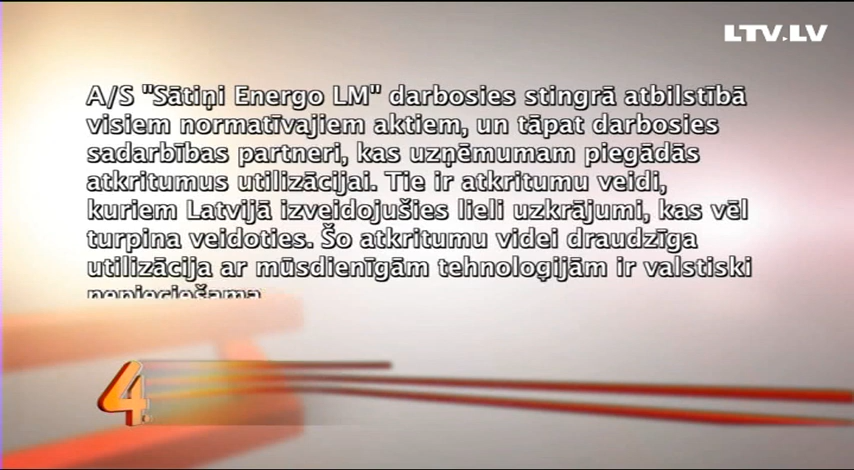 LTV.LV
A/S "Sātiņi Energo LM" darbosies stingrā atbilstībā
visiem normatīvajiem aktiem, un tāpat darbosies
sadarbības partneri, kas uzņēmumam piegādās
atkritumus utilizācijai. Tie ir atkritumu veidi,
kuriem Latvijā izveidojušies lieli uzkrājumi, kas vēl
turpina veidoties. Šo atkritumu videi draudzīga
utilizācija ar mūsdienīgām tehnoloģijām ir valstiski
nepieciešama
4.